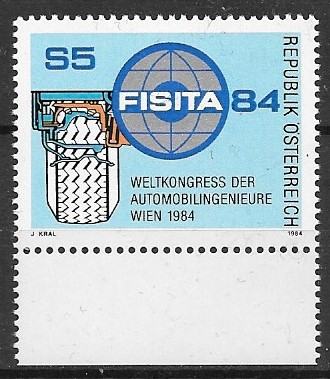 S5
FISITA 84
WELTKONGRESS DER
AUTOMOBILINGENIEURE
WIEN 1984
REPUBLIK ÖSTERREICH
J KRAL
1984